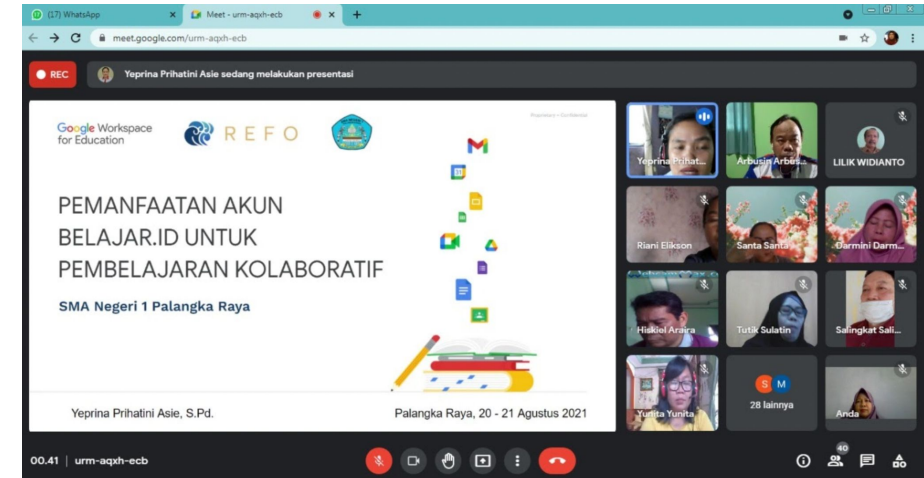 (17) WhatsApp
Meet - urm-aqxh-ecb
meet.google.com/urm-aqxh-ecb
REC
Yeprina Prihatini Asie sedang melakukan presentasi
Google Workspace
for Education
REFO
PEMANFAATAN AKUN
BELAJAR.ID UNTUK
PEMBELAJARAN KOLABORATIF
SMA Negeri 1 Palangka Raya
Yeprina Prihatini Asie, S.Pd.
Palangka Raya, 20 - 21 Agustus 2021
Yeprina Prihat...
Arbusin Arbus...
LILIK WIDIANTO
Riani Elikson
Santa Santa
Darmini Darm...
Hiskiel Araira
Tutik Sulatin
Salingkat Sali...
Yunita Yunita
S M
28 lainnya
Anda
00.41 | urm-aqxh-ecb
40